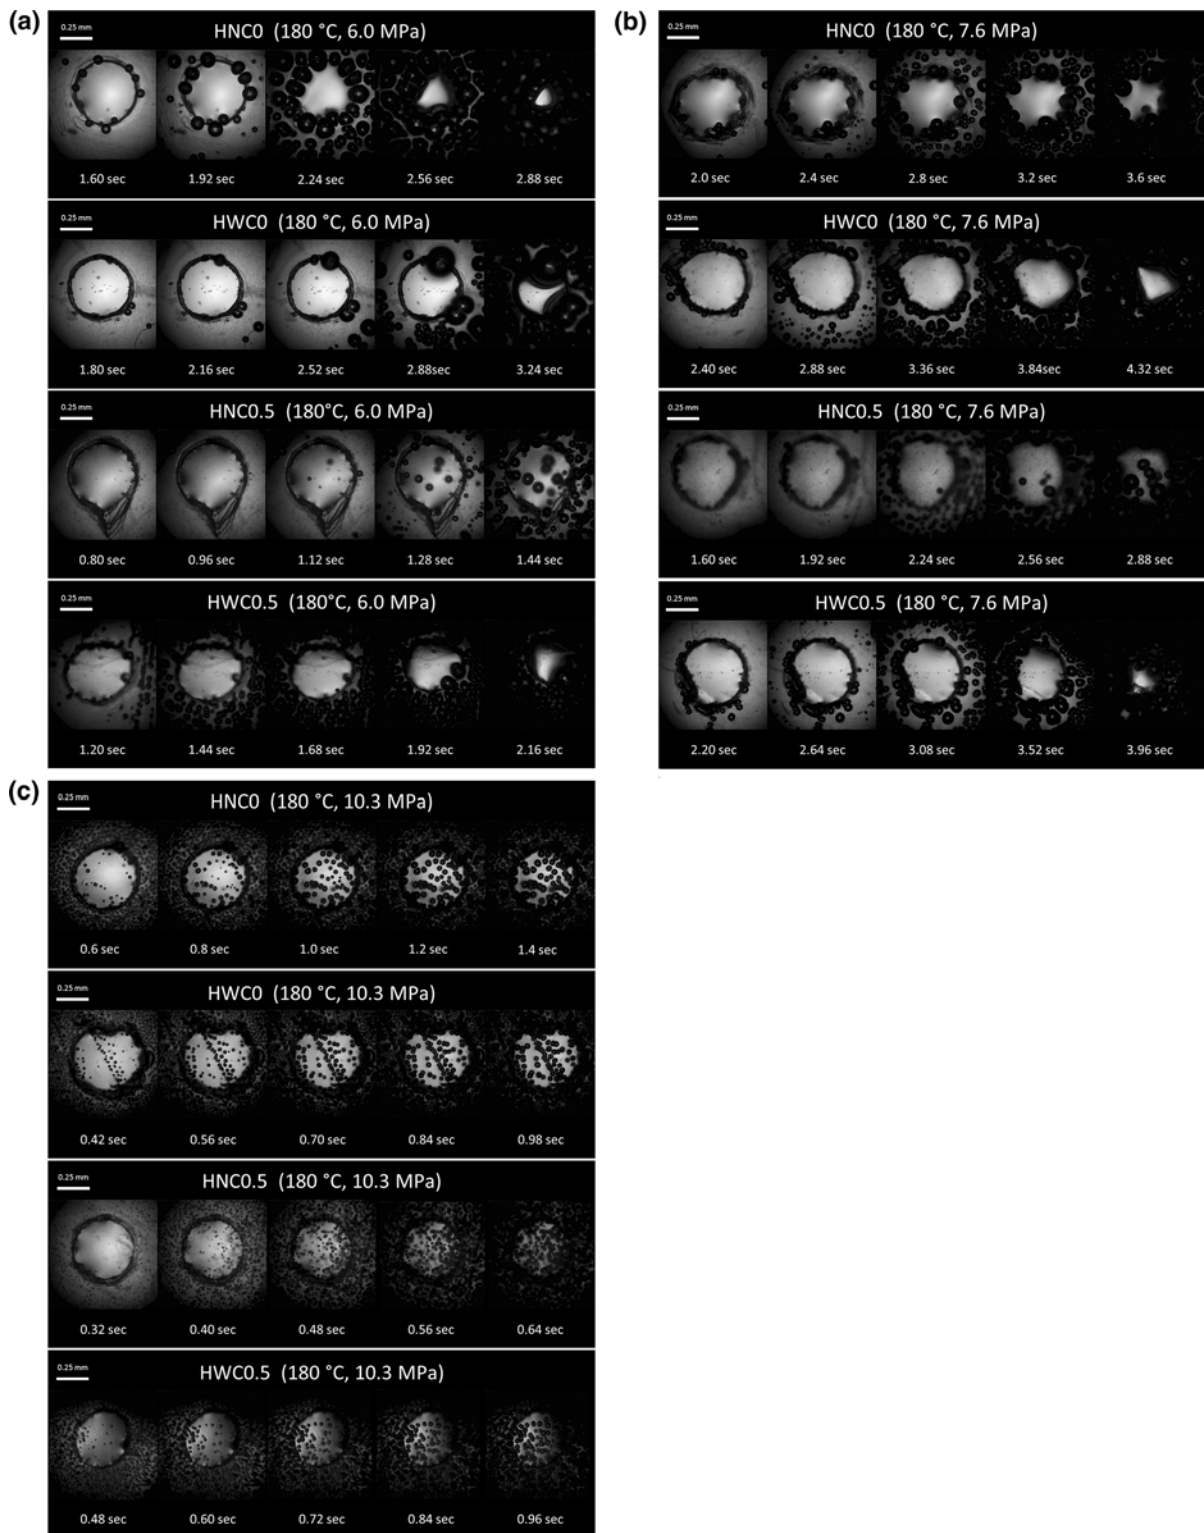 (a)
HNC0 (180 °C, 6.0 MPa)
0.25 mm
1.60 sec 1.92 sec 2.24 sec 2.56 sec 2.88 sec
HWC0 (180 °C, 6.0 MPa)
0.25 mm
1.80 sec 2.16 sec 2.52 sec 2.88sec 3.24 sec
HNC0.5 (180°C, 6.0 MPa)
0.25 mm
0.80 sec 0.96 sec 1.12 sec 1.28 sec 1.44 sec
HWC0.5 (180°C, 6.0 MPa)
0.25 mm
1.20 sec 1.44 sec 1.68 sec 1.92 sec 2.16 sec
(b)
HNC0 (180 °C, 7.6 MPa)
0.25 mm
2.0 sec 2.4 sec 2.8 sec 3.2 sec 3.6 sec
HWC0 (180 °C, 7.6 MPa)
0.25 mm
2.40 sec 2.88 sec 3.36 sec 3.84sec 4.32 sec
HNC0.5 (180 °C, 7.6 MPa)
0.25 mm
1.60 sec 1.92 sec 2.24 sec 2.56 sec 2.88 sec
HWC0.5 (180 °C, 7.6 MPa)
0.25 mm
2.20 sec 2.64 sec 3.08 sec 3.52 sec 3.96 sec
(c)
HNC0 (180 °C, 10.3 MPa)
0.25 mm
0.6 sec 0.8 sec 1.0 sec 1.2 sec 1.4 sec
HWC0 (180 °C, 10.3 MPa)
0.25 mm
0.42 sec 0.56 sec 0.70 sec 0.84 sec 0.98 sec
HNC0.5 (180 °C, 10.3 MPa)
0.25 mm
0.32 sec 0.40 sec 0.48 sec 0.56 sec 0.64 sec
HWC0.5 (180 °C, 10.3 MPa)
0.25 mm
0.48 sec 0.60 sec 0.72 sec 0.84 sec 0.96 sec